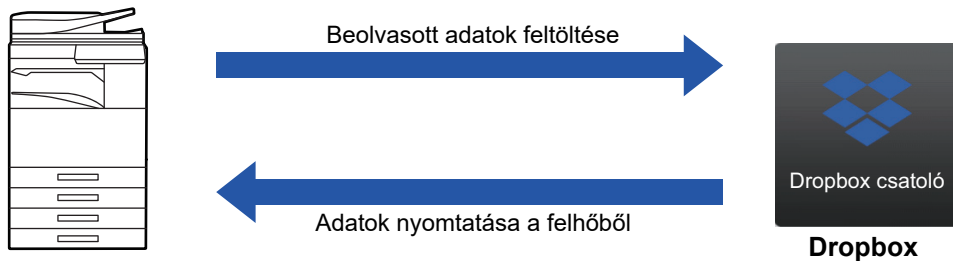 Beolvasott adatok feltöltése
Dropbox csatoló
Adatok nyomtatása a felhőből
Dropbox